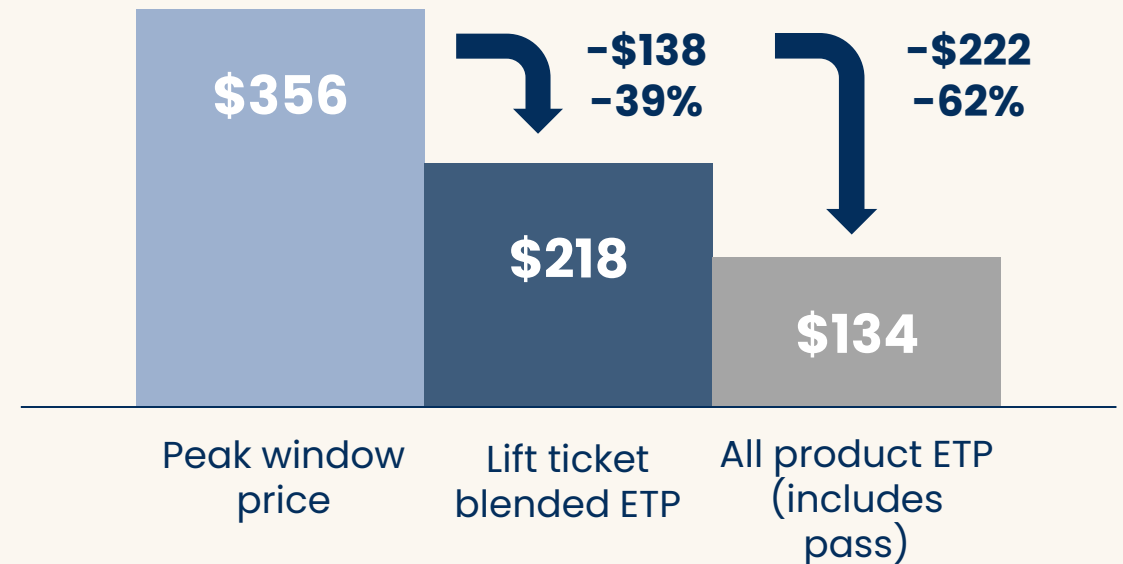 $356
-$138
-39%
-$222
-62%
$218
$134
Peak window
price
Lift ticket
blended ETP
All product ETP
(includes
pass)